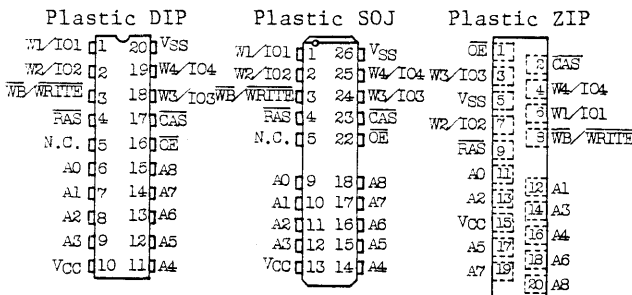 Plastic DIP
W1/IO1 1 20 VSS
W2/IO2 2 19 W4/IO4
WB/WRITE 3 18 W3/IO3
RAS 4 17 CAS
N.C. 5 16 OE
A0 6 15 A8
A1 7 14 A7
A2 8 13 A6
A3 9 12 A5
VCC 10 11 A4
Plastic SOJ
W1/IO1 1 26 VSS
W2/IO2 2 25 W4/IO4
WB/WRITE 3 24 W3/IO3
RAS 4 23 CAS
N.C. 5 22 OE
A0 9 18 A8
A1 10 17 A7
A2 11 16 A6
A3 12 15 A5
VCC 13 14 A4
Plastic ZIP
OE 1
2 CAS
W3/IO3 3
4 W4/IO4
VSS 5
6 W1/IO1
W2/IO2 7
8 WB/WRITE
RAS 9
A0 11
12 A1
A2 13
14 A3
VCC 15
16 A4
A5 17
18 A6
A7 19
20 A8